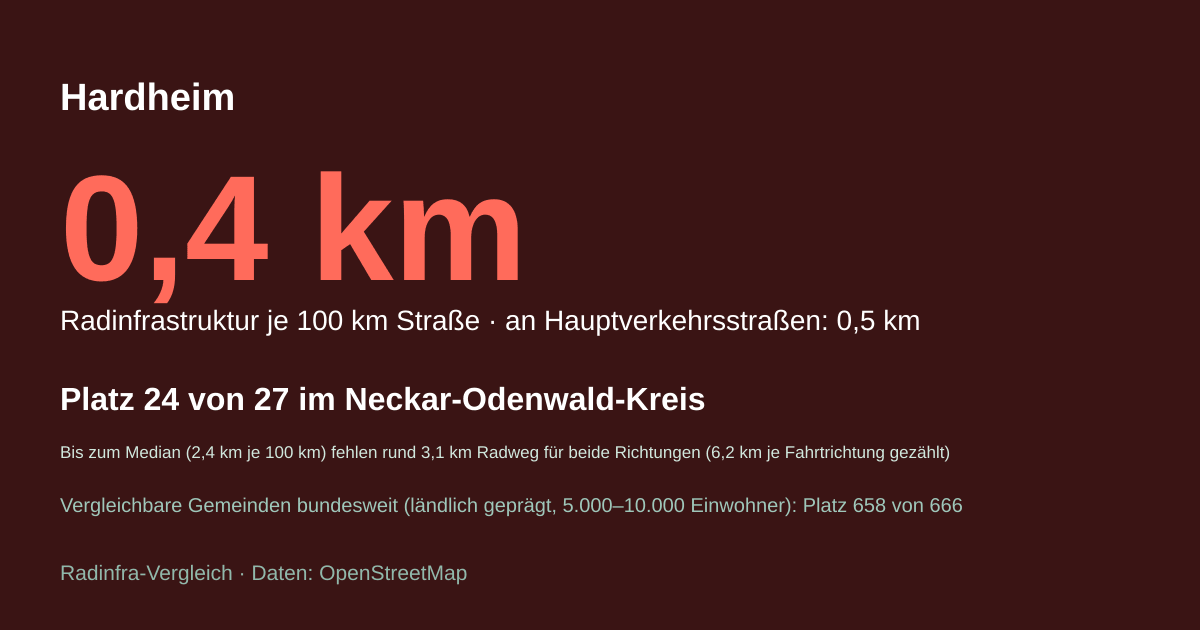 Hardheim
0,4 km
Radinfrastruktur je 100 km Straße · an Hauptverkehrsstraßen: 0,5 km
Platz 24 von 27 im Neckar-Odenwald-Kreis
Bis zum Median (2,4 km je 100 km) fehlen rund 3,1 km Radweg für beide Richtungen (6,2 km je Fahrtrichtung gezählt)
Vergleichbare Gemeinden bundesweit (ländlich geprägt, 5.000–10.000 Einwohner): Platz 658 von 666
Radinfra-Vergleich · Daten: OpenStreetMap